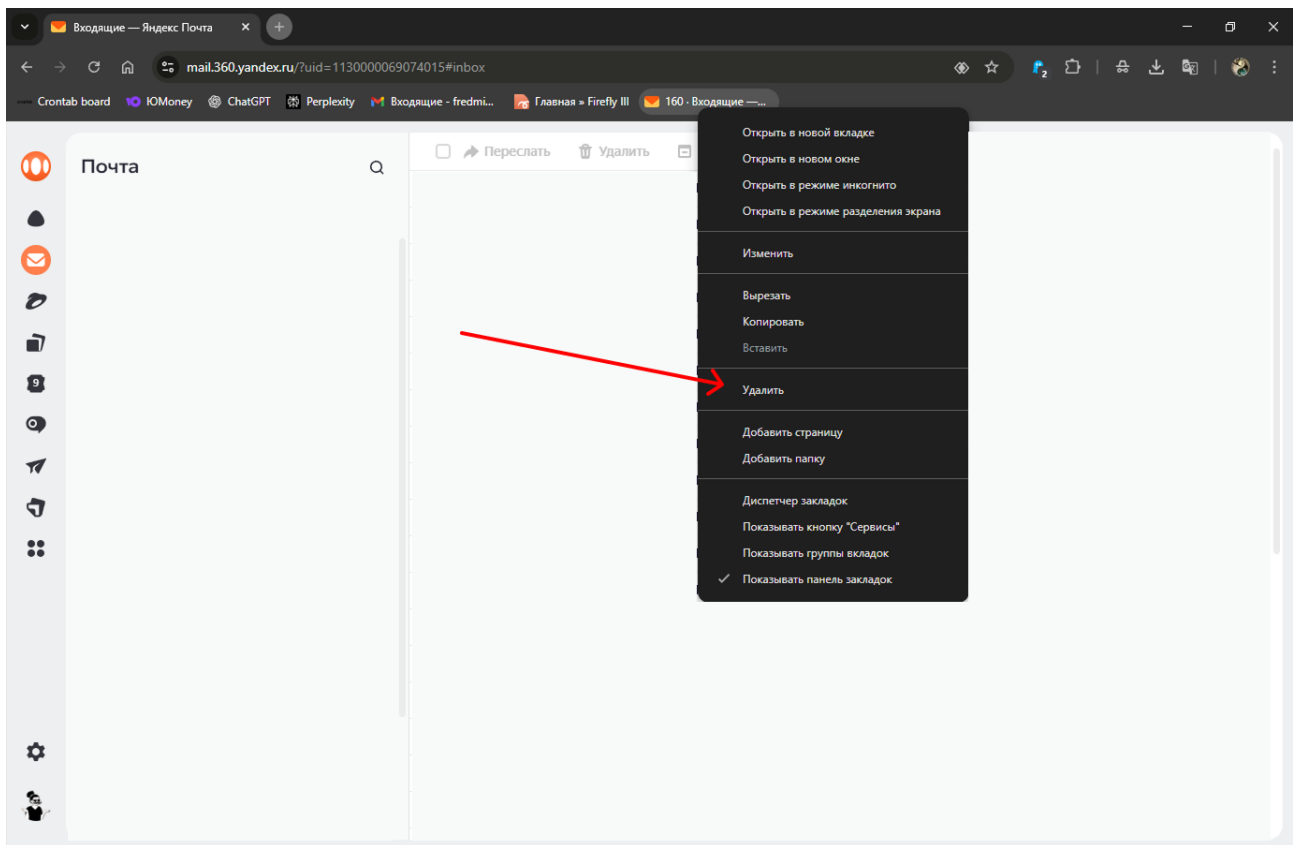 Входящие — Яндекс Почта
mail.360.yandex.ru/?uid=1130000069074015#inbox
2
Crontab board ЮMoney ChatGPT Perplexity Входящие - fredmi... Главная » Firefly III 160 · Входящие —...
Почта
Переслать Удалить
9
Открыть в новой вкладке
Открыть в новом окне
Открыть в режиме инкогнито
Открыть в режиме разделения экрана
Изменить
Вырезать
Копировать
Вставить
Удалить
Добавить страницу
Добавить папку
Диспетчер закладок
Показывать кнопку "Сервисы"
Показывать группы вкладок
Показывать панель закладок